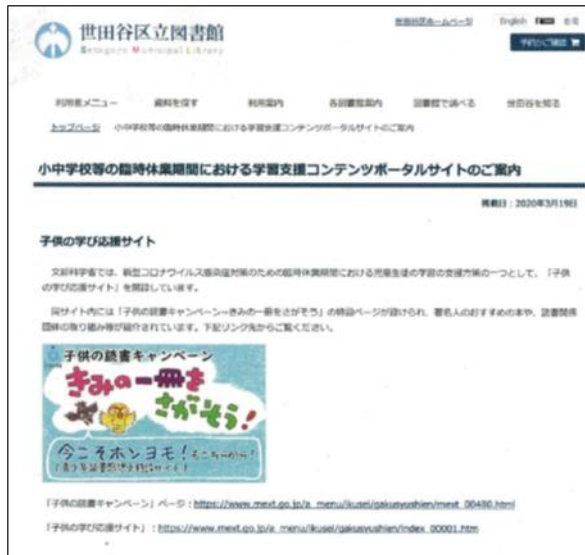 世田谷区立図書館
Setagaya Municipal Library
世田谷区ホームページ
English
利用者メニュー 資料を探す 利用案内 各図書館案内 図書館で調べる 世田谷を知る
トップページ 小中学校等の臨時休業期間における学習支援コンテンツポータルサイトのご案内
小中学校等の臨時休業期間における学習支援コンテンツポータルサイトのご案内
掲載日:2020年3月19日
子供の学び応援サイト
文部科学省では、新型コロナウイルス感染症対策のための臨時休業期間における児童生徒の学習の支援方策の一つとして、「子供
の学び応援サイト」を開設しています。
同サイト内には「子供の読書キャンペーン~きみの一冊をさがそう」の特設ページが設けられ、著名人のおすすめの本や、読書関係
団体の取り組み等が紹介されています。下記リンク先からご覧ください。
子供の読書キャンペーン
きみの一冊を
さがそう!
今こそホンヨモ!
「子供の読書キャンペーン」ページ:https://www.mext.go.jp/a_menu/ikusei/gakusyushien/mext_00480.html
「子供の学び応援サイト」:https://www.mext.go.jp/a_menu/ikusei/gakusyushien/index_00001.htm